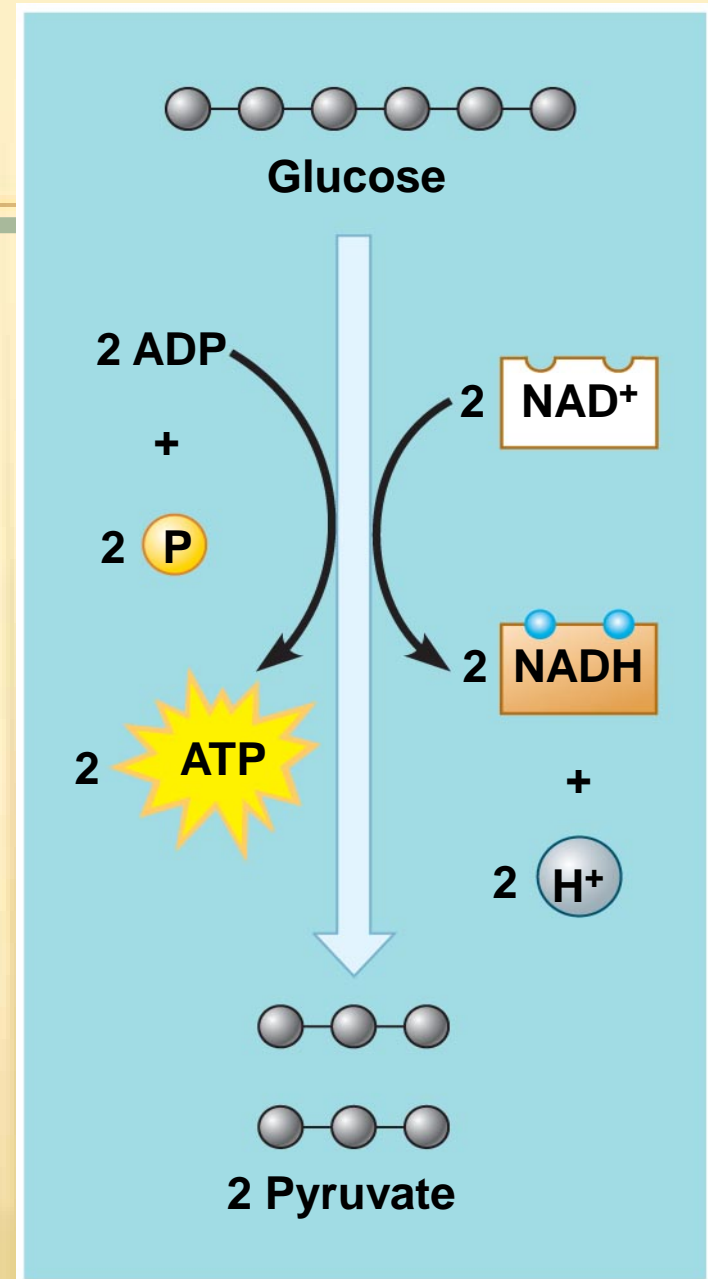 Glucose
2 ADP
+
2 P
2 ATP
2 NAD⁺
2 NADH
+
2 H⁺
2 Pyruvate